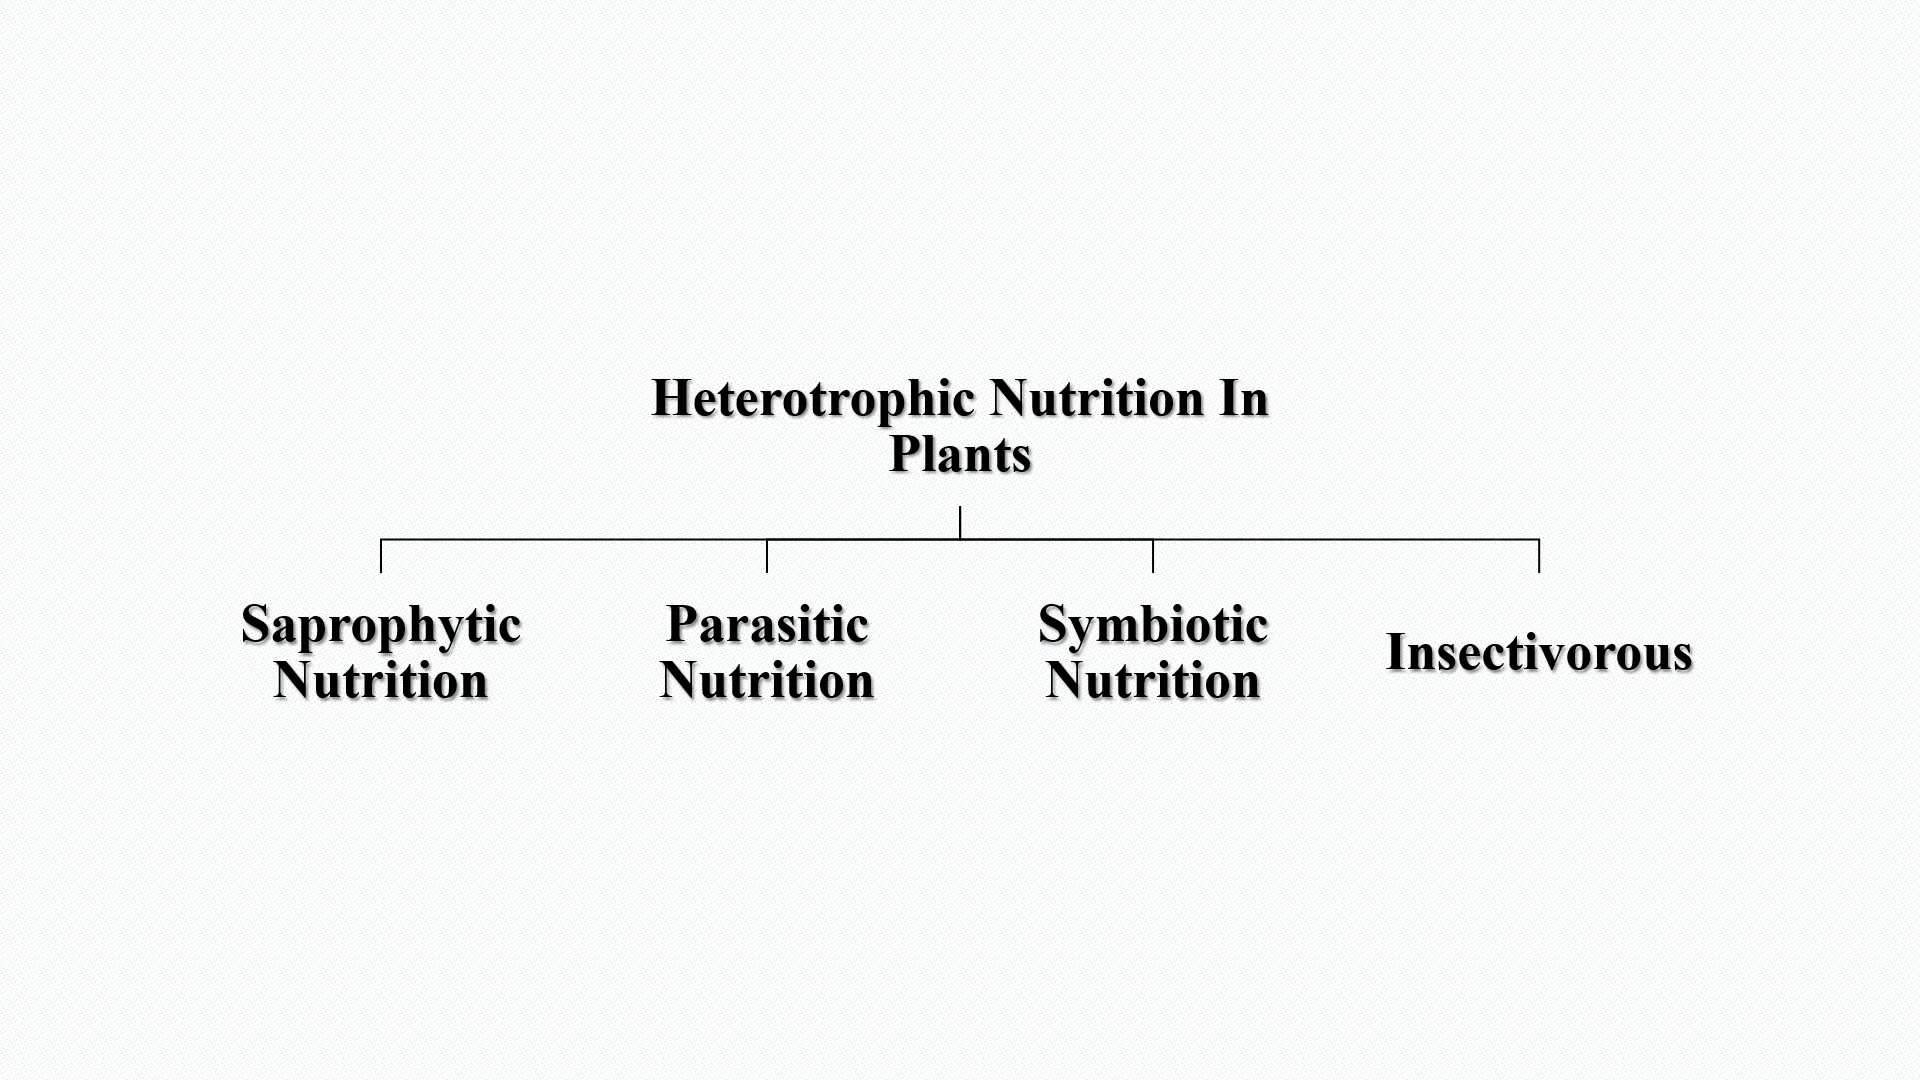 Heterotrophic Nutrition In
Plants
Saprophytic
Nutrition
Parasitic
Nutrition
Symbiotic
Nutrition
Insectivorous